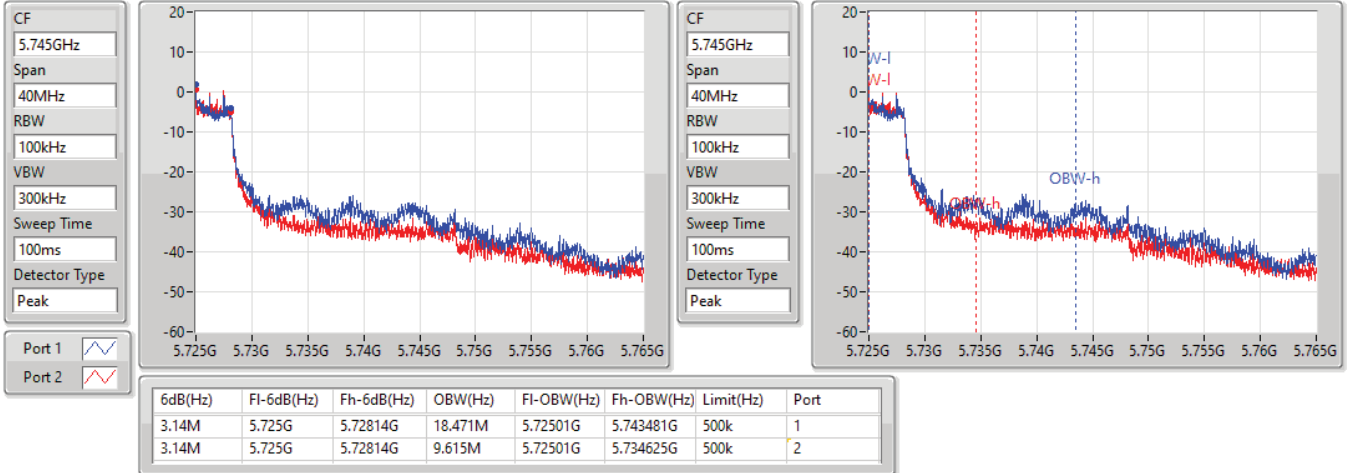 CF
5.745GHz
Span
40MHz
RBW
100kHz
VBW
300kHz
Sweep Time
100ms
Detector Type
Peak
Port 1
Port 2
20
10
0
-10
-20
-30
-40
-50
-60
5.725G 5.73G 5.735G 5.74G 5.745G 5.75G 5.755G 5.76G 5.765G
CF
5.745GHz
Span
40MHz
RBW
100kHz
VBW
300kHz
Sweep Time
100ms
Detector Type
Peak
20
10
0
-10
-20
-30
-40
-50
-60
W-l
W-l
OBW-h
OBW-h
5.725G 5.73G 5.735G 5.74G 5.745G 5.75G 5.755G 5.76G 5.765G
6dB(Hz) Fl-6dB(Hz) Fh-6dB(Hz) OBW(Hz) Fl-OBW(Hz) Fh-OBW(Hz) Limit(Hz) Port
3.14M 5.725G 5.72814G 18.471M 5.72501G 5.743481G 500k 1
3.14M 5.725G 5.72814G 9.615M 5.72501G 5.734625G 500k 2